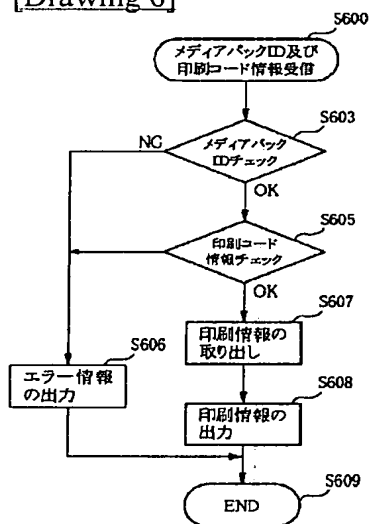 [Drawing 6]
S600
メディアパックID及び
印刷コード情報受信
S603
メディアパック
IDチェック
NG
OK
S605
印刷コード
情報チェック
OK
S607
印刷情報の
取り出し
S606
エラー情報
の出力
S608
印刷情報の
出力
S609
END